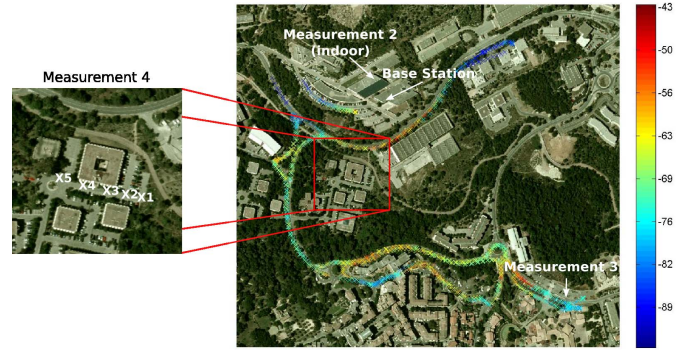 Measurement 4
X5
X4
X3
X2
X1
Measurement 2
(indoor)
Base Station
Measurement 3
-43
-50
-56
-63
-69
-76
-82
-89